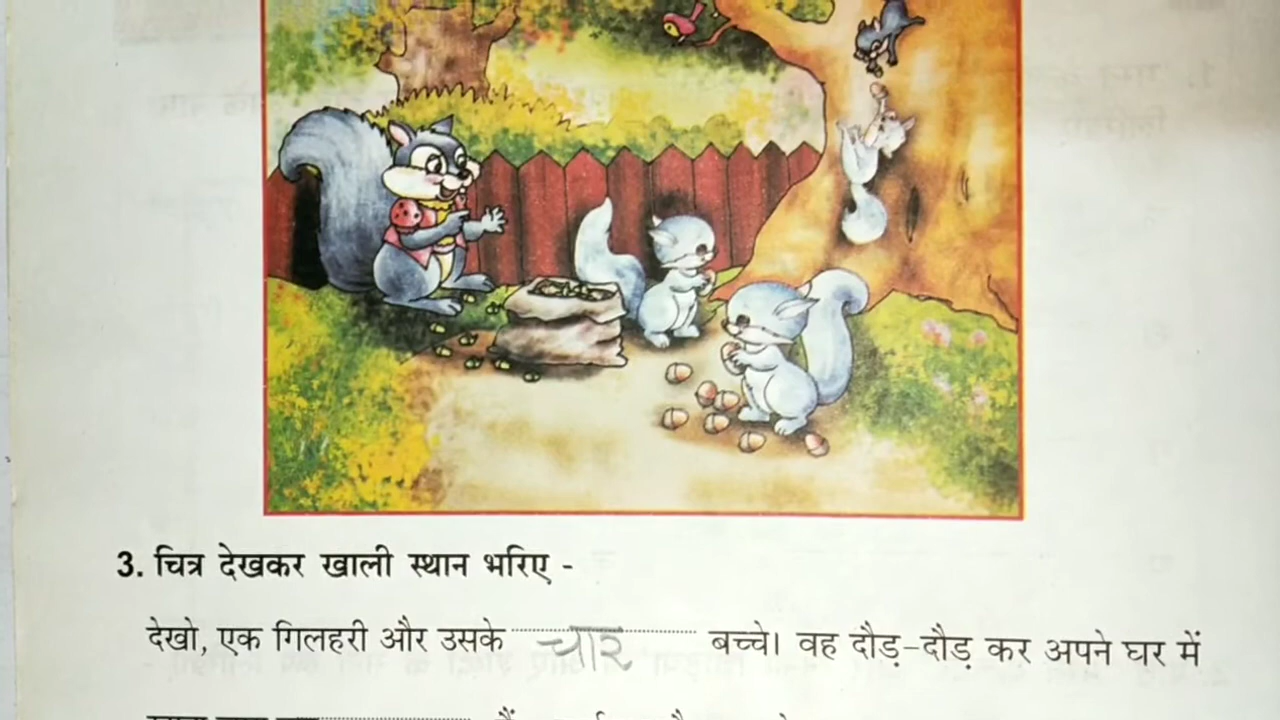 3. चित्र देखकर खाली स्थान भरिए -
देखो, एक गिलहरी और उसके चार बच्चे। वह दौड़-दौड़ कर अपने घर में